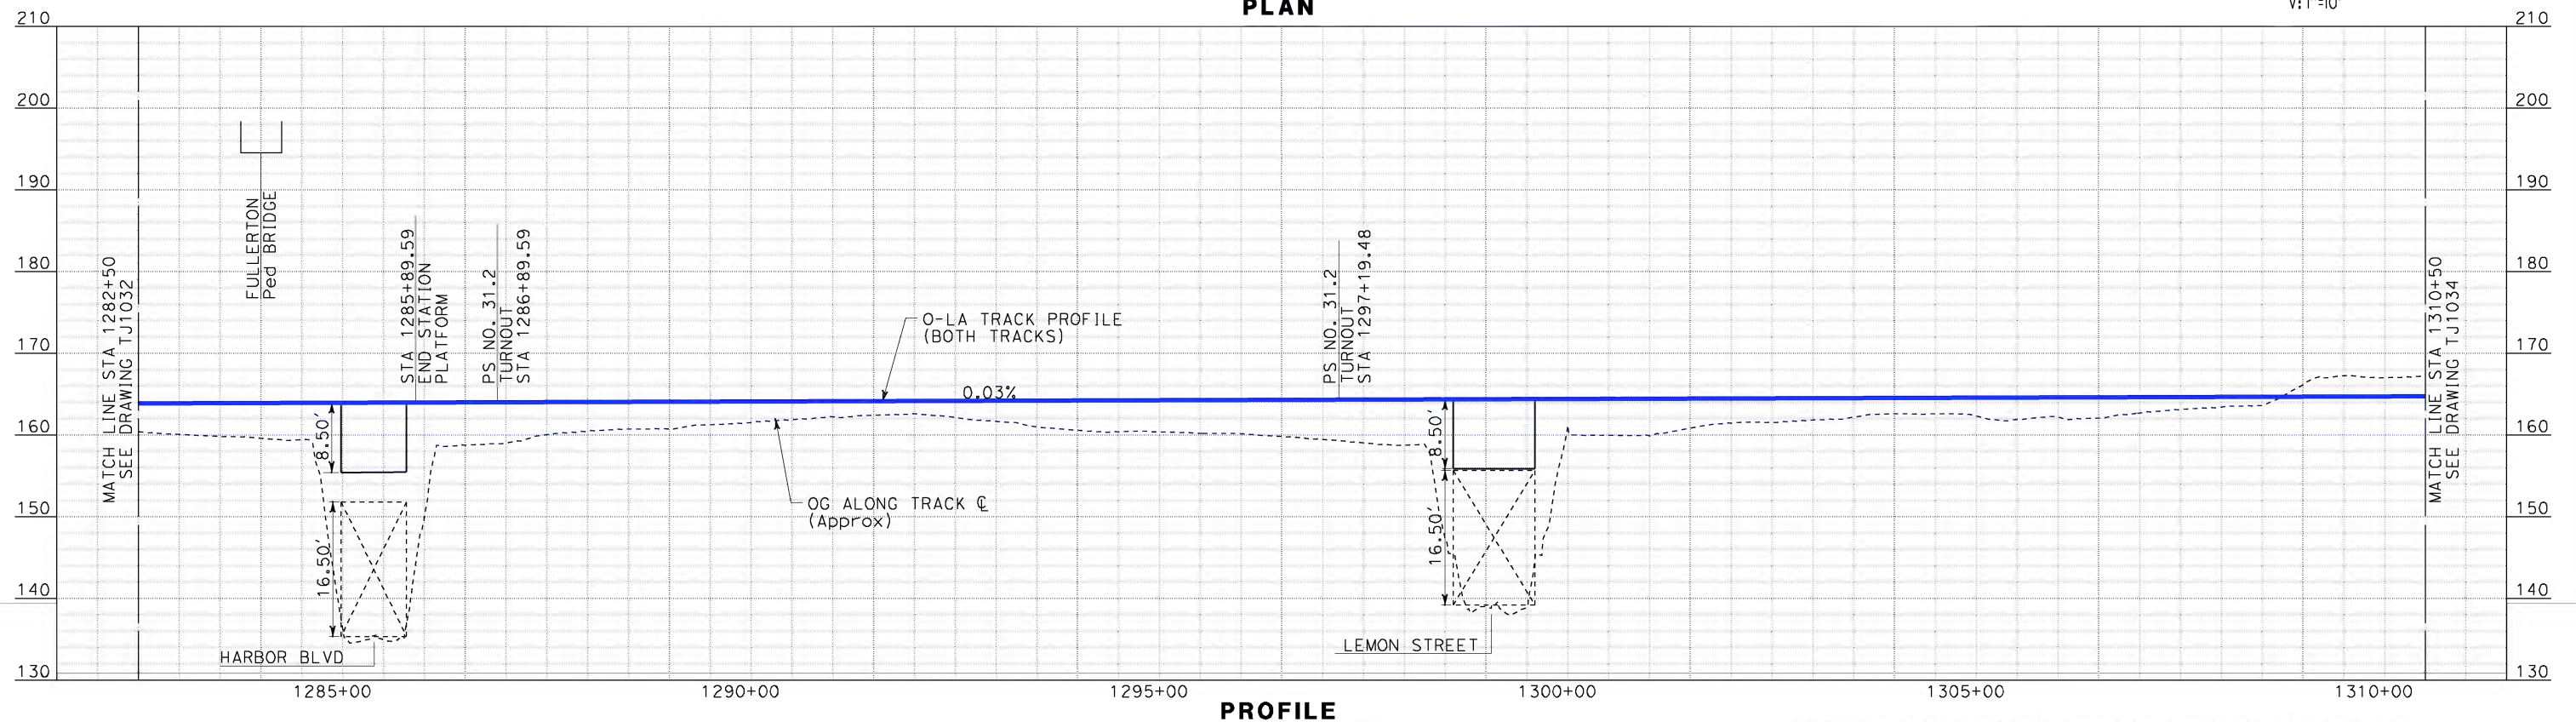 PLAN
V:1"=10'
210
200
190
180
170
160
150
140
130
MATCH LINE STA 1282+50
SEE DRAWING TJ1032
FULLERTON
Ped BRIDGE
STA 1285+89.59
END STATION
PLATFORM
PS NO. 31.2
TURNOUT
STA 1286+89.59
O-LA TRACK PROFILE
(BOTH TRACKS)
0.03%
PS NO. 31.2
TURNOUT
STA 1297+19.48
8.50'
16.50'
HARBOR BLVD
OG ALONG TRACK ℄
(Approx)
8.50'
16.50'
LEMON STREET
MATCH LINE STA 1310+50
SEE DRAWING TJ1034
210
200
190
180
170
160
150
140
130
1285+00
1290+00
1295+00
1300+00
1305+00
1310+00
PROFILE